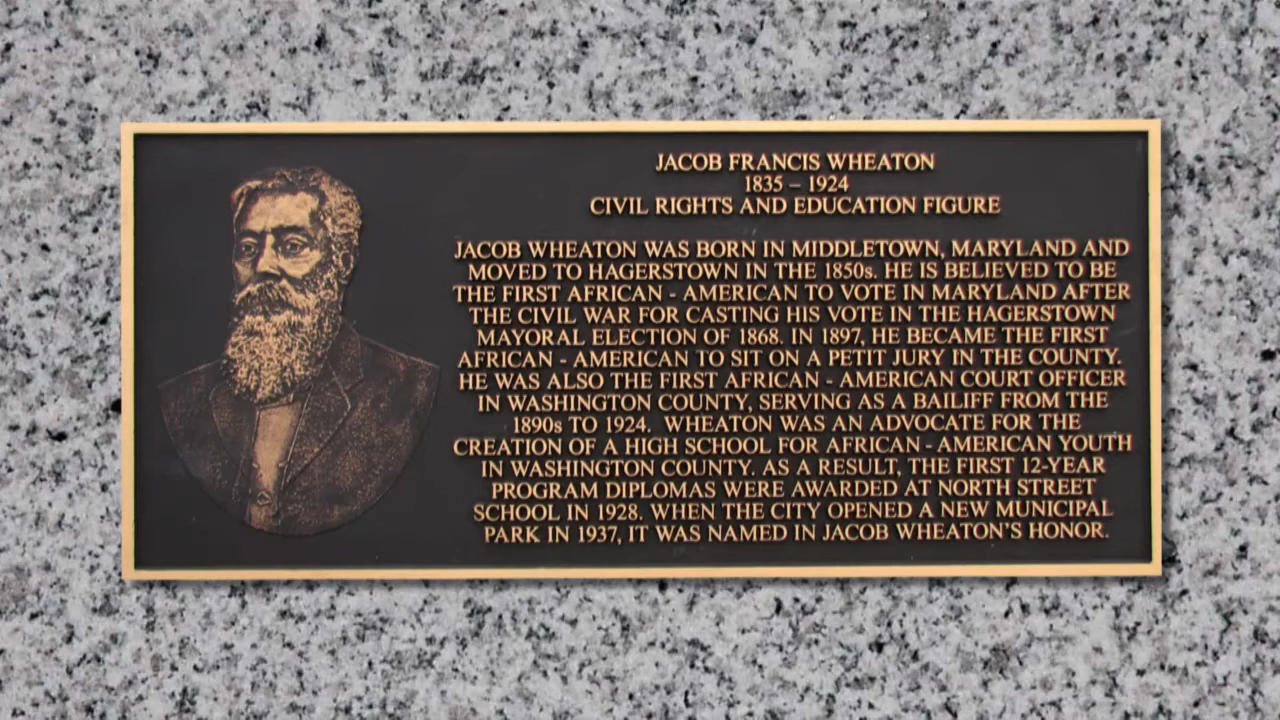 JACOB FRANCIS WHEATON
1835 – 1924
CIVIL RIGHTS AND EDUCATION FIGURE
JACOB WHEATON WAS BORN IN MIDDLETOWN, MARYLAND AND
MOVED TO HAGERSTOWN IN THE 1850s. HE IS BELIEVED TO BE
THE FIRST AFRICAN - AMERICAN TO VOTE IN MARYLAND AFTER
THE CIVIL WAR FOR CASTING HIS VOTE IN THE HAGERSTOWN
MAYORAL ELECTION OF 1868. IN 1897, HE BECAME THE FIRST
AFRICAN - AMERICAN TO SIT ON A PETIT JURY IN THE COUNTY.
HE WAS ALSO THE FIRST AFRICAN - AMERICAN COURT OFFICER
IN WASHINGTON COUNTY, SERVING AS A BAILIFF FROM THE
1890s TO 1924. WHEATON WAS AN ADVOCATE FOR THE
CREATION OF A HIGH SCHOOL FOR AFRICAN - AMERICAN YOUTH
IN WASHINGTON COUNTY. AS A RESULT, THE FIRST 12-YEAR
PROGRAM DIPLOMAS WERE AWARDED AT NORTH STREET
SCHOOL IN 1928. WHEN THE CITY OPENED A NEW MUNICIPAL
PARK IN 1937, IT WAS NAMED IN JACOB WHEATON'S HONOR.